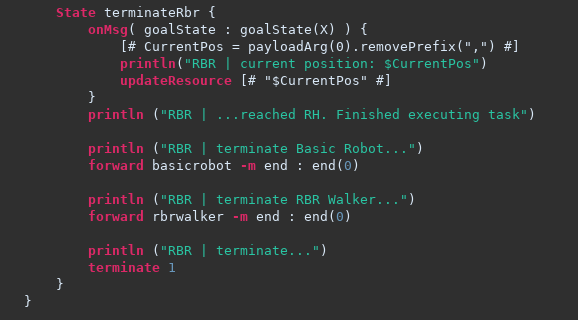 State terminateRbr {
onMsg( goalState : goalState(X) ) {
[# CurrentPos = payloadArg(0).removePrefix(",") #]
println("RBR | current position: $CurrentPos")
updateResource [# "$CurrentPos" #]
}
println ("RBR | ...reached RH. Finished executing task")
println ("RBR | terminate Basic Robot...")
forward basicrobot -m end : end(0)
println ("RBR | terminate RBR Walker...")
forward rbrwalker -m end : end(0)
println ("RBR | terminate...")
terminate 1
}
}